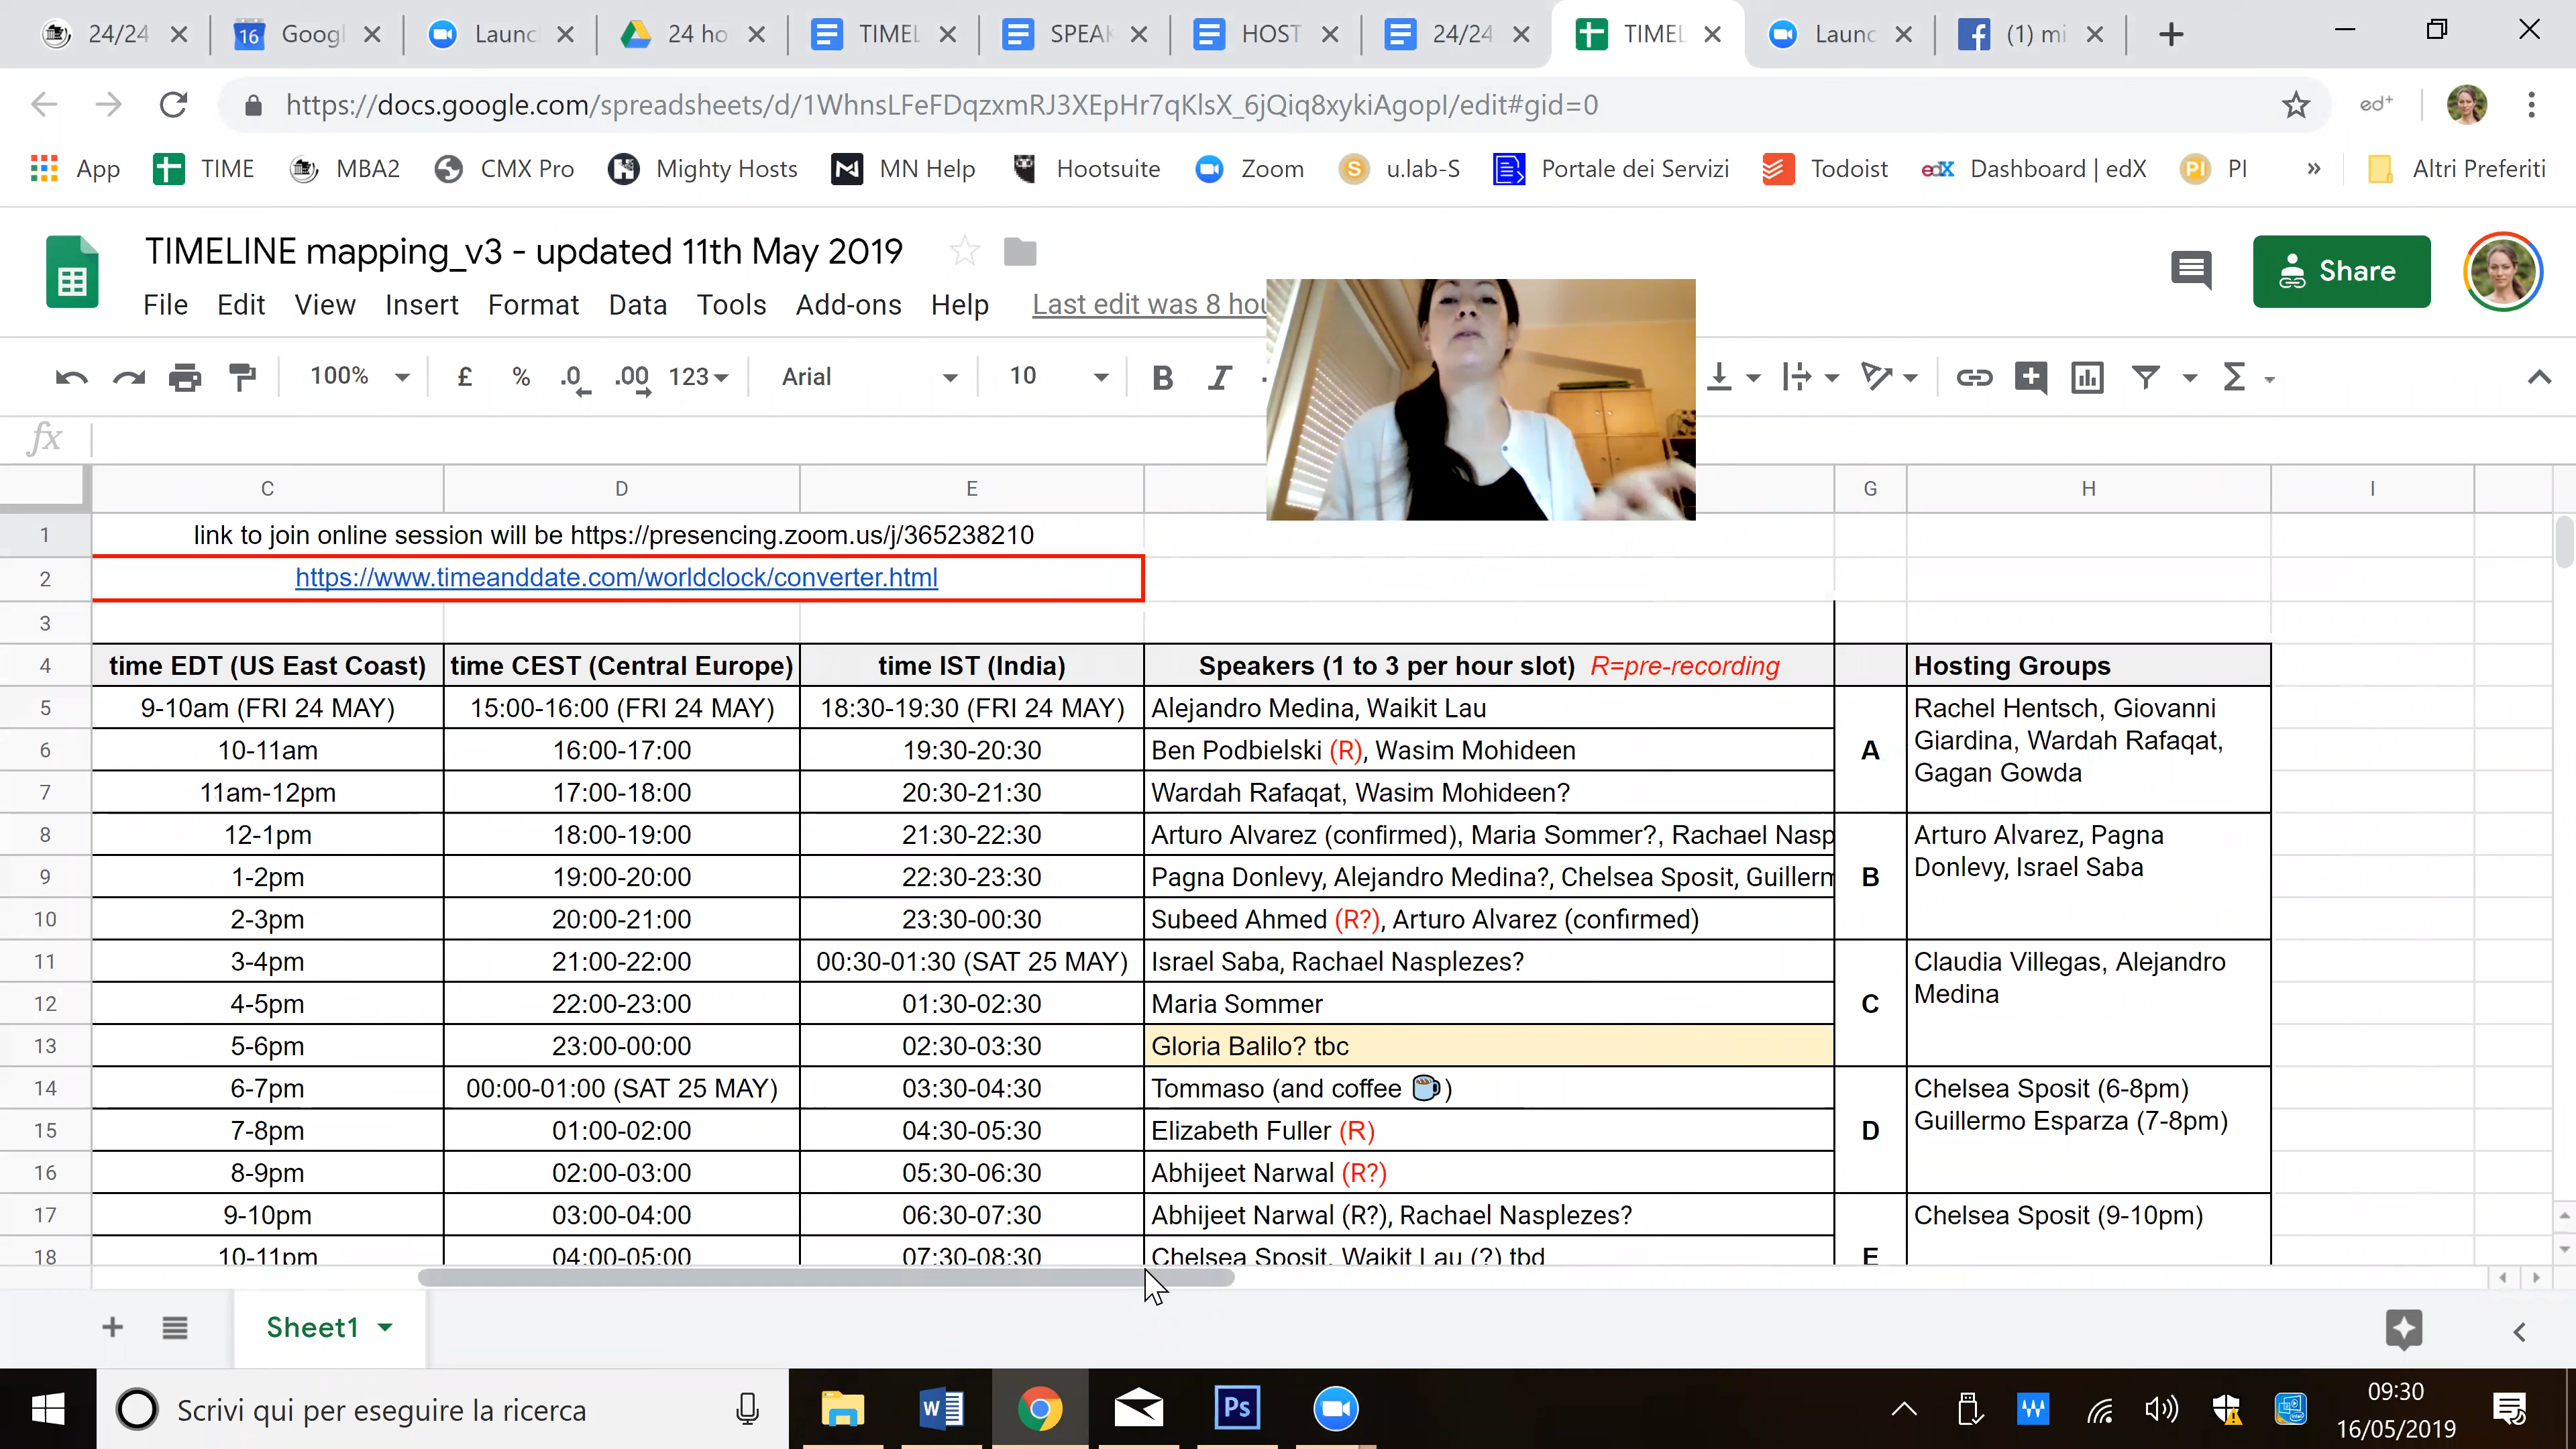 24/24 Googl Launc 24 ho TIMEL SPEAK HOST 24/24 TIMEL Launc (1) mi
https://docs.google.com/spreadsheets/d/1WhnsLFeFDqzxmRJ3XEpHr7qKlsX_6jQiq8xykiAgopI/edit#gid=0 ed+
App TIME MBA2 CMX Pro Mighty Hosts MN Help Hootsuite Zoom u.lab-S Portale dei Servizi Todoist Dashboard | edX PI » Altri Preferiti
TIMELINE mapping_v3 - updated 11th May 2019
Share
File Edit View Insert Format Data Tools Add-ons Help Last edit was 8 hou
100% £ % .0 .00 123 Arial 10 B I
fx
C D E G H I
1 link to join online session will be https://presencing.zoom.us/j/365238210
2 https://www.timeanddate.com/worldclock/converter.html
3
4 time EDT (US East Coast) time CEST (Central Europe) time IST (India) Speakers (1 to 3 per hour slot) R=pre-recording Hosting Groups
5 9-10am (FRI 24 MAY) 15:00-16:00 (FRI 24 MAY) 18:30-19:30 (FRI 24 MAY) Alejandro Medina, Waikit Lau Rachel Hentsch, Giovanni
6 10-11am 16:00-17:00 19:30-20:30 Ben Podbielski (R), Wasim Mohideen A Giardina, Wardah Rafaqat,
7 11am-12pm 17:00-18:00 20:30-21:30 Wardah Rafaqat, Wasim Mohideen? Gagan Gowda
8 12-1pm 18:00-19:00 21:30-22:30 Arturo Alvarez (confirmed), Maria Sommer?, Rachael Nasp Arturo Alvarez, Pagna
9 1-2pm 19:00-20:00 22:30-23:30 Pagna Donlevy, Alejandro Medina?, Chelsea Sposit, Guillerm B Donlevy, Israel Saba
10 2-3pm 20:00-21:00 23:30-00:30 Subeed Ahmed (R?), Arturo Alvarez (confirmed)
11 3-4pm 21:00-22:00 00:30-01:30 (SAT 25 MAY) Israel Saba, Rachael Nasplezes? Claudia Villegas, Alejandro
12 4-5pm 22:00-23:00 01:30-02:30 Maria Sommer C Medina
13 5-6pm 23:00-00:00 02:30-03:30 Gloria Balilo? tbc
14 6-7pm 00:00-01:00 (SAT 25 MAY) 03:30-04:30 Tommaso (and coffee ☕) Chelsea Sposit (6-8pm)
15 7-8pm 01:00-02:00 04:30-05:30 Elizabeth Fuller (R) D Guillermo Esparza (7-8pm)
16 8-9pm 02:00-03:00 05:30-06:30 Abhijeet Narwal (R?)
17 9-10pm 03:00-04:00 06:30-07:30 Abhijeet Narwal (R?), Rachael Nasplezes? Chelsea Sposit (9-10pm)
18 10-11pm 04:00-05:00 07:30-08:30 Chelsea Sposit, Waikit Lau (?) tbd E
Sheet1
Scrivi qui per eseguire la ricerca
09:30
16/05/2019